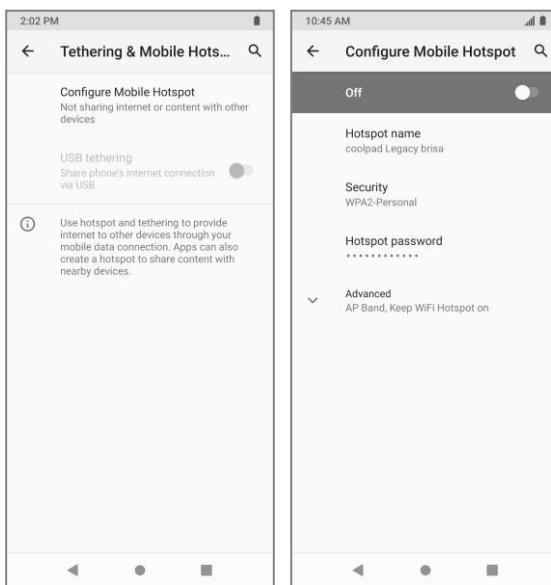 2:02 PM
Tethering & Mobile Hots...
Configure Mobile Hotspot
Not sharing internet or content with other
devices
USB tethering
Share phone's internet connection
via USB
Use hotspot and tethering to provide
internet to other devices through your
mobile data connection. Apps can also
create a hotspot to share content with
nearby devices.
10:45 AM
Configure Mobile Hotspot
Off
Hotspot name
coolpad Legacy brisa
Security
WPA2-Personal
Hotspot password
............
Advanced
AP Band, Keep WiFi Hotspot on